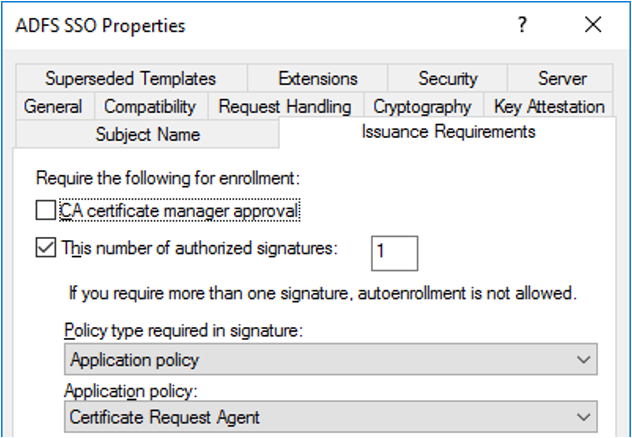 ADFS SSO Properties
Superseded Templates Extensions Security Server
General Compatibility Request Handling Cryptography Key Attestation
Subject Name Issuance Requirements
Require the following for enrollment:
CA certificate manager approval
This number of authorized signatures: 1
If you require more than one signature, autoenrollment is not allowed.
Policy type required in signature:
Application policy
Application policy:
Certificate Request Agent